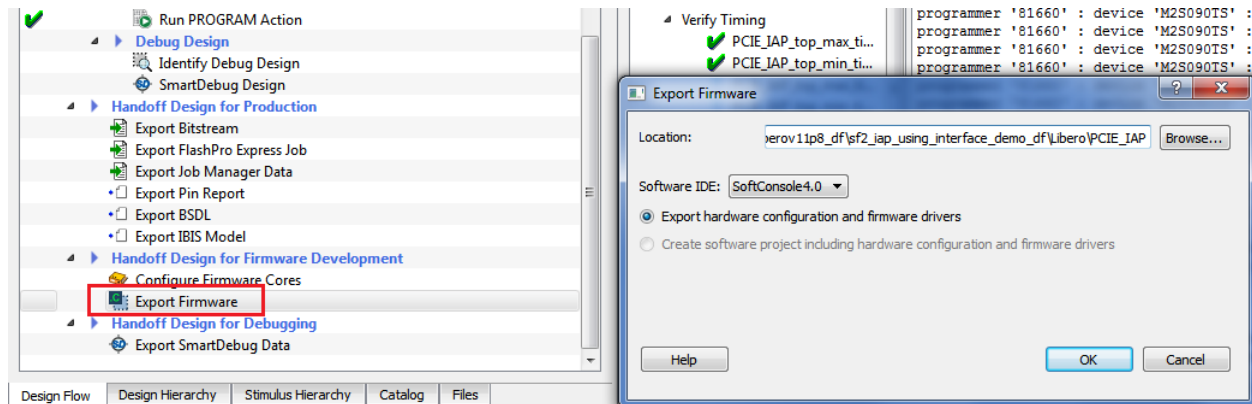 Run PROGRAM Action
Debug Design
Identify Debug Design
SmartDebug Design
Handoff Design for Production
Export Bitstream
Export FlashPro Express Job
Export Job Manager Data
Export Pin Report
Export BSDL
Export IBIS Model
Handoff Design for Firmware Development
Configure Firmware Cores
Export Firmware
Handoff Design for Debugging
Export SmartDebug Data
Design Flow Design Hierarchy Stimulus Hierarchy Catalog Files
Verify Timing
PCIE_IAP_top_max_ti...
PCIE_IAP_top_min_ti...
programmer '81660' : device 'M2S090TS' :
programmer '81660' : device 'M2S090TS' :
programmer '81660' : device 'M2S090TS' :
programmer '81660' : device 'M2S090TS' :
Export Firmware
Location: perov11p8_df\sf2_iap_using_interface_demo_df\Libero\PCIE_IAP Browse...
Software IDE: SoftConsole4.0
Export hardware configuration and firmware drivers
Create software project including hardware configuration and firmware drivers
Help OK Cancel